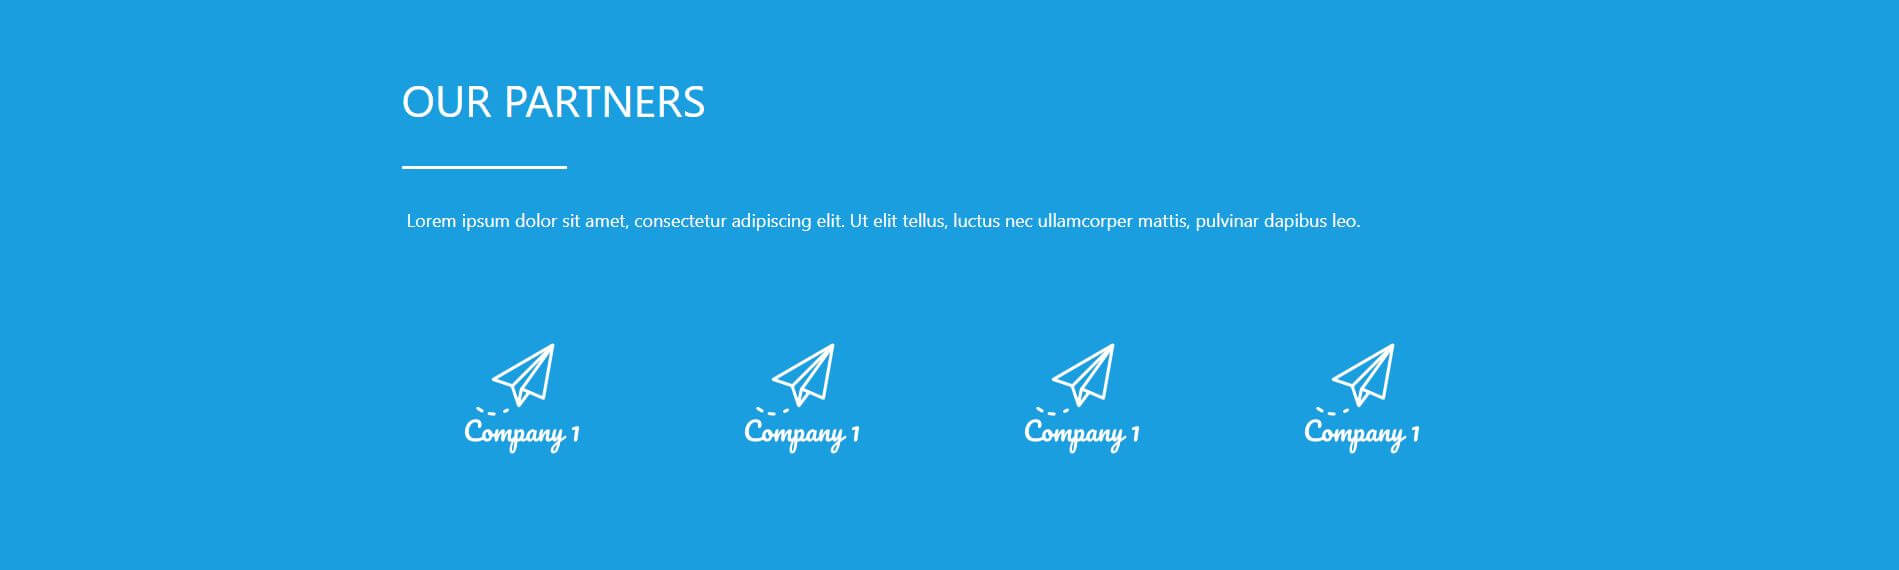 OUR PARTNERS
Lorem ipsum dolor sit amet, consectetur adipiscing elit. Ut elit tellus, luctus nec ullamcorper mattis, pulvinar dapibus leo.
Company 1
Company 1
Company 1
Company 1